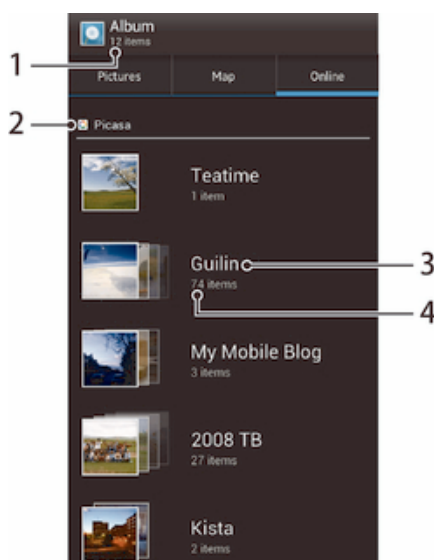 Album
12 items
1
Pictures Map Online
2
Picasa
Teatime
1 item
Guilin
3
74 items
4
My Mobile Blog
3 items
2008 TB
27 items
Kista
2 items